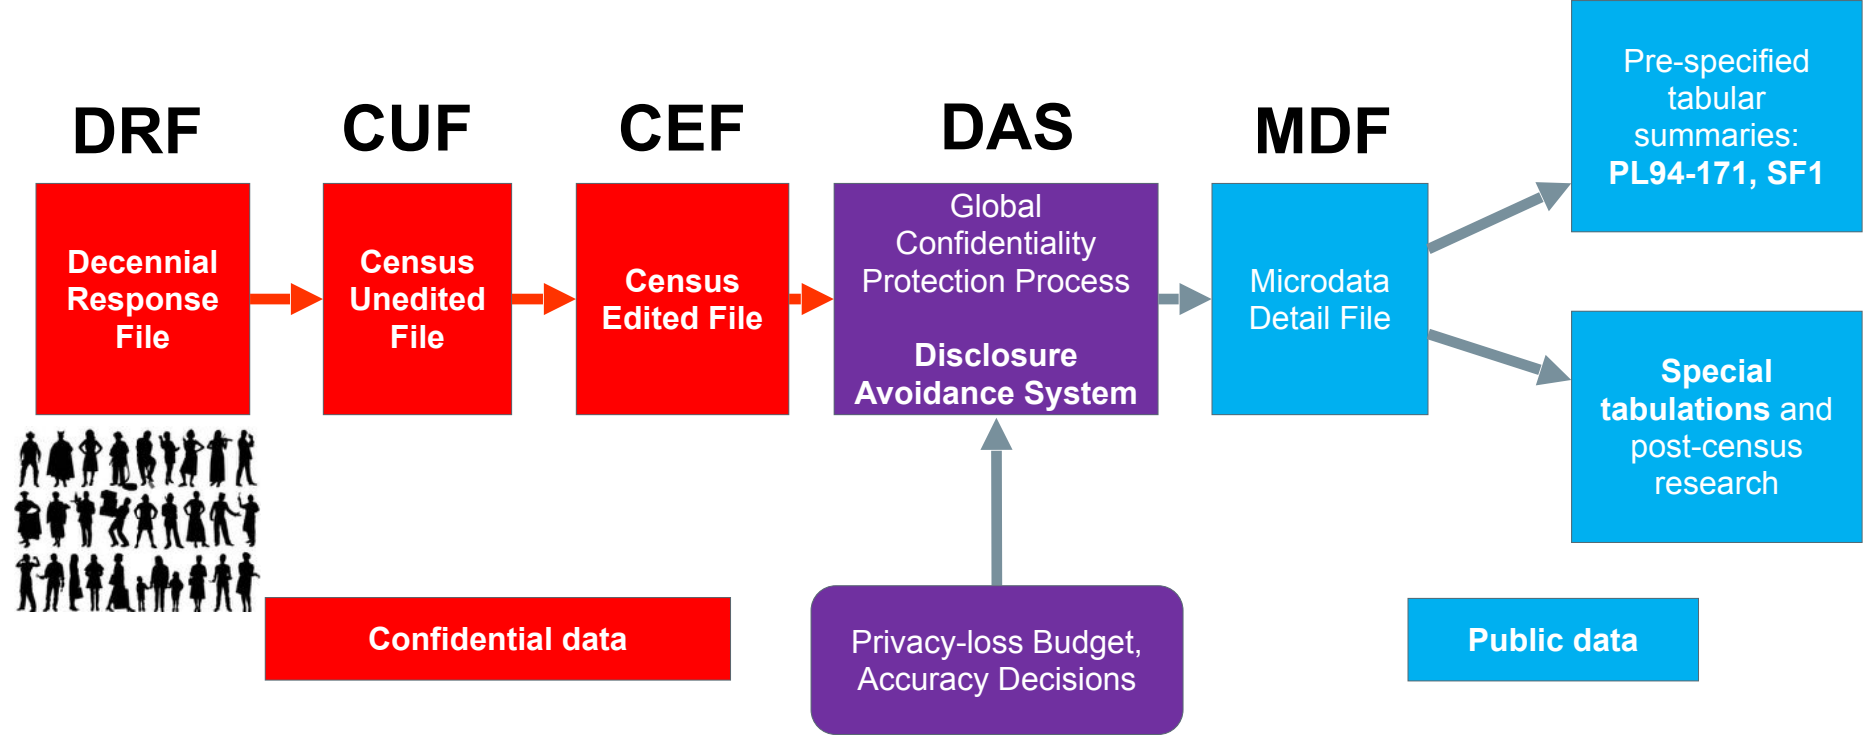 DRF
CUF
CEF
DAS
MDF
Decennial
Response
File
Census
Unedited
File
Census
Edited File
Global
Confidentiality
Protection Process
Disclosure
Avoidance System
Microdata
Detail File
Pre-specified
tabular
summaries:
PL94-171, SF1
Special
tabulations and
post-census
research
Confidential data
Privacy-loss Budget,
Accuracy Decisions
Public data